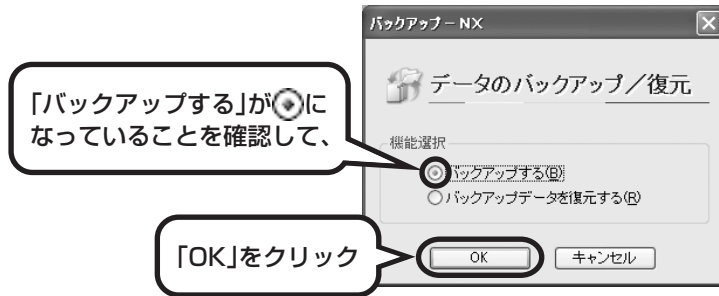 バックアップ-NX
データのバックアップ/復元
「バックアップする」が◉に
なっていることを確認して、
機能選択
バックアップする(B)
バックアップデータを復元する(R)
「OK」をクリック
OK
キャンセル